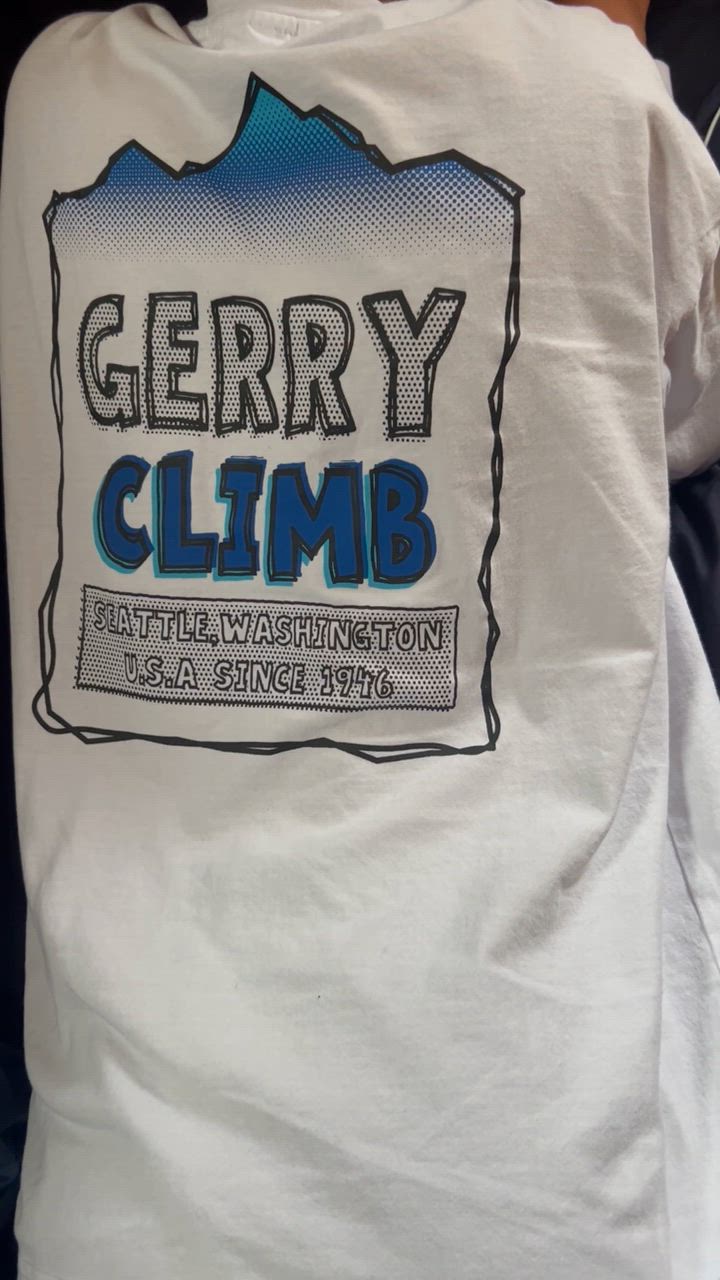 GERRY
CLIMB
SEATTLE.WASHINGTON
U.S.A SINCE 1946